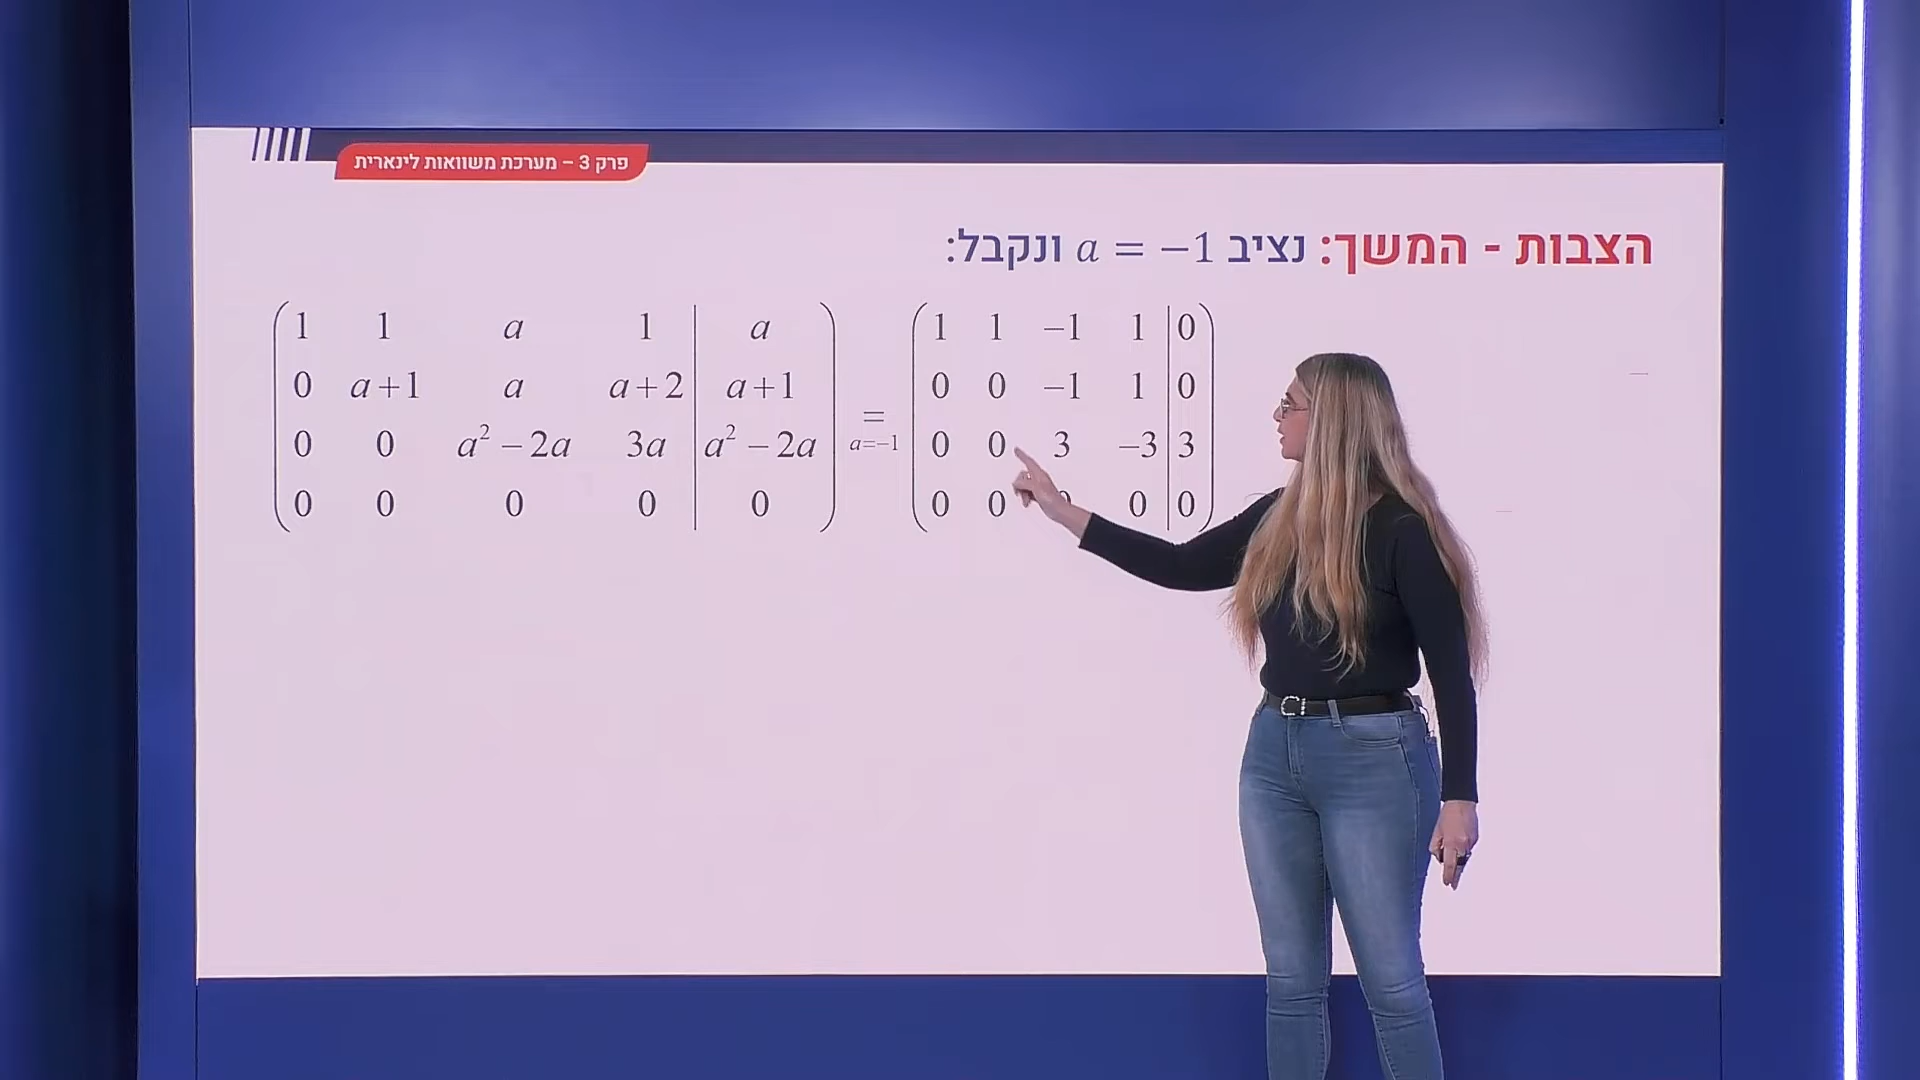 פרק 3 – מערכת משוואות לינארית
הצבות - המשך: נציב a = −1 ונקבל:
1 1 a 1 | a = 1 1 −1 1 | 0
0 a+1 a a+2 | a+1 a=−1 0 0 −1 1 | 0
0 0 a² − 2a 3a | a² − 2a 0 0 3 −3 | 3
0 0 0 0 | 0 0 0 0 | 0